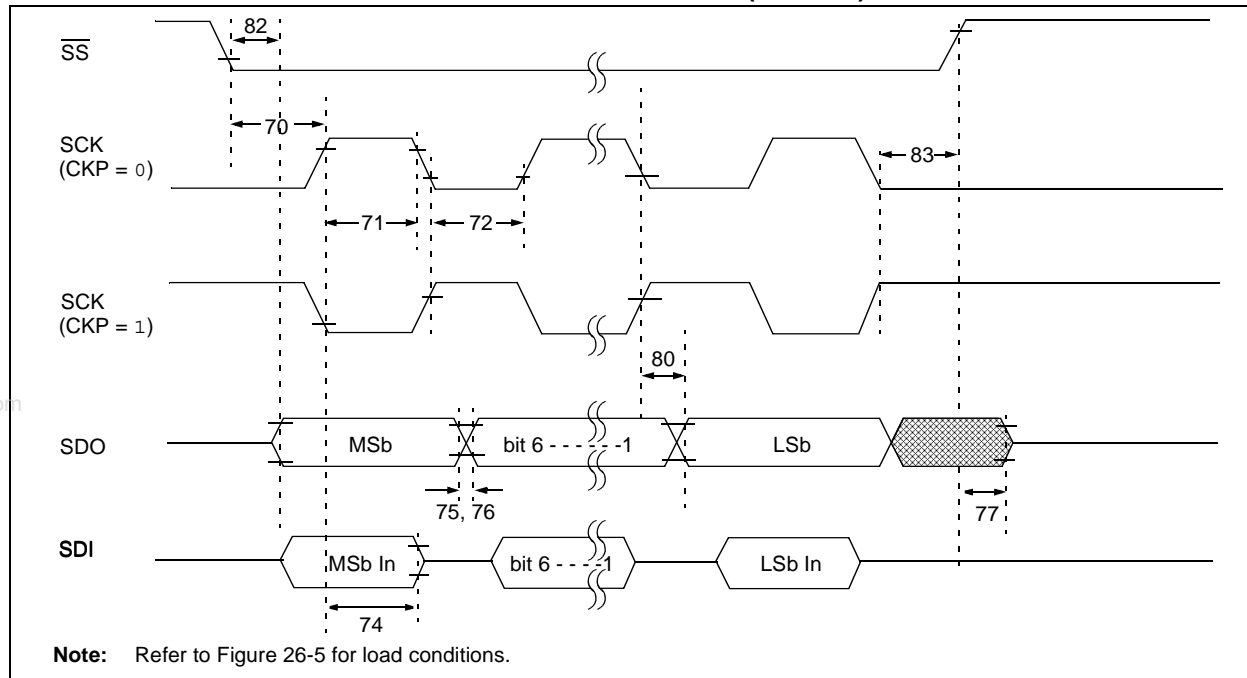 82
SS
70
SCK
(CKP = 0)
83
71
72
SCK
(CKP = 1)
80
om
SDO
MSb
bit 6 - - - - - -1
LSb
75, 76
77
SDI
MSb In
bit 6 - - - -1
LSb In
74
Note: Refer to Figure 26-5 for load conditions.